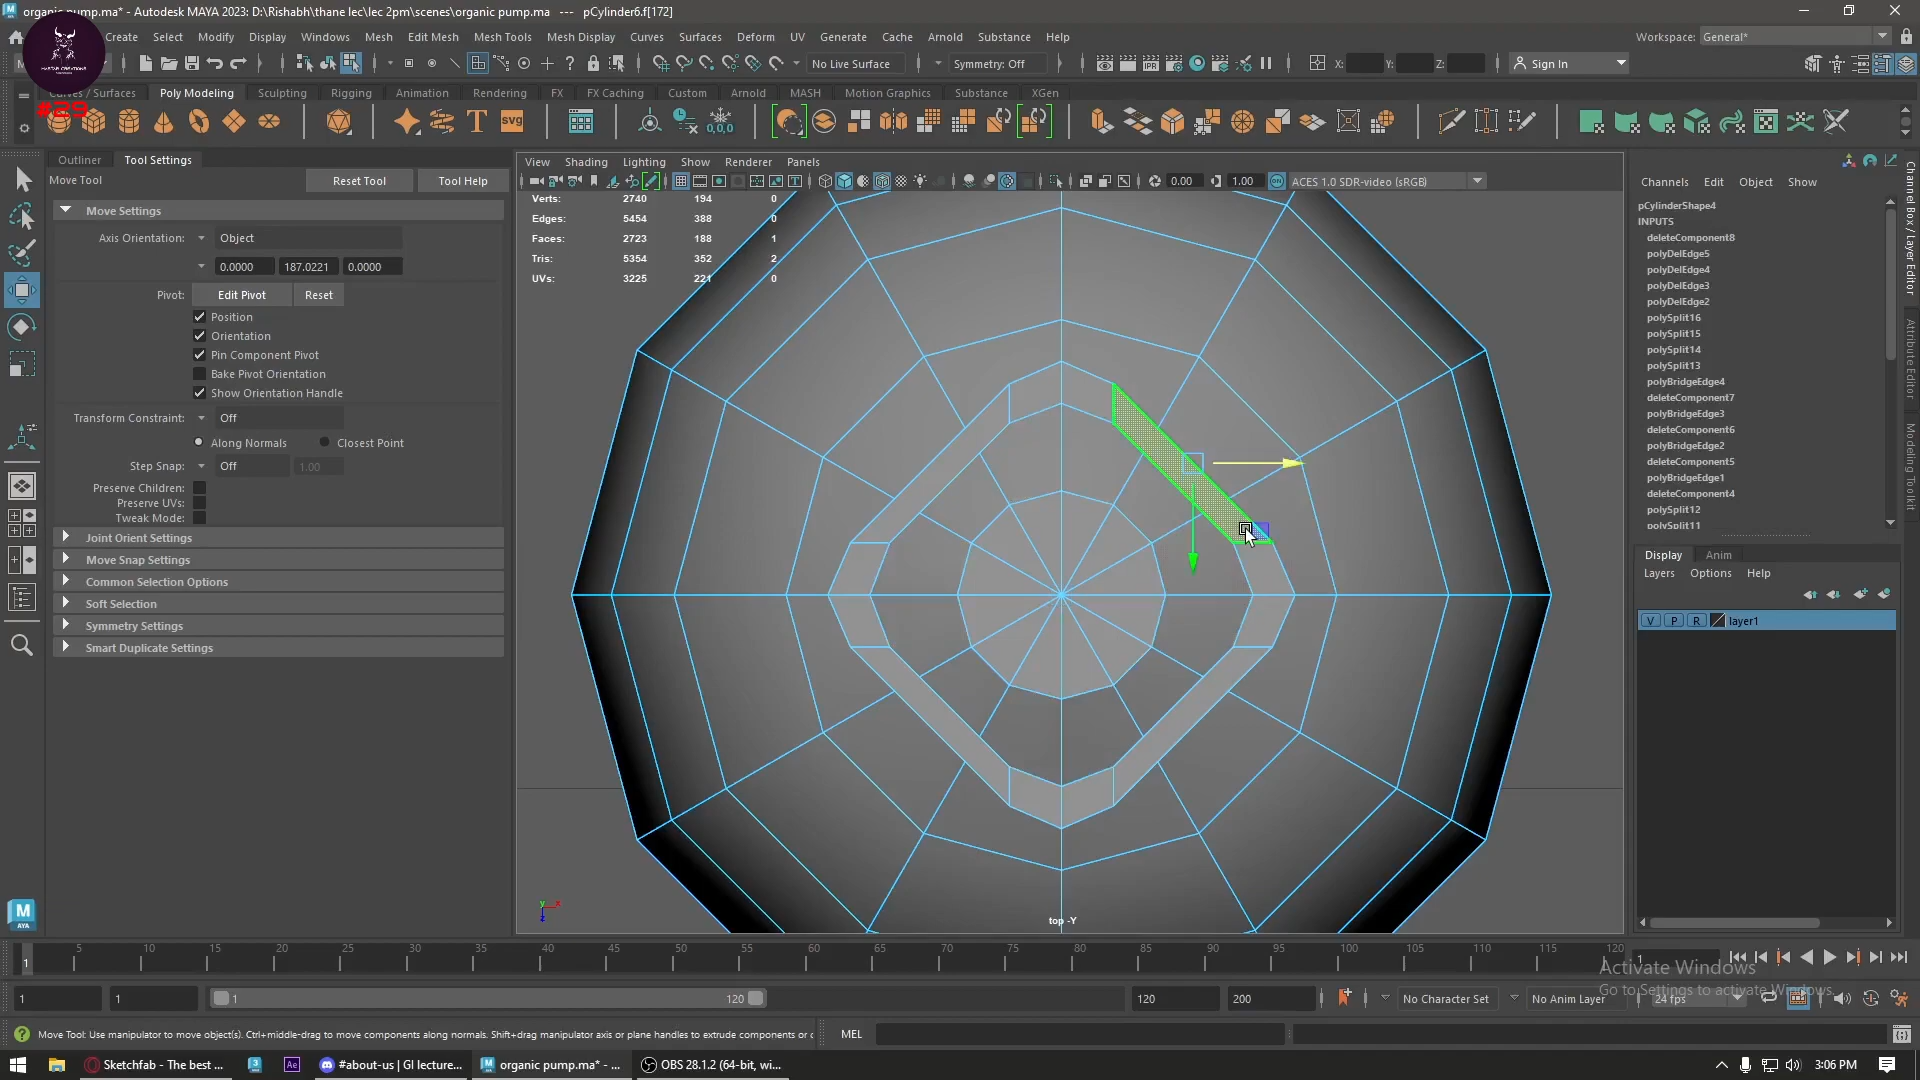 organic pump.ma* - Autodesk MAYA 2023: D:\Rishabh\thane lec\lec 2pm\scenes\organic pump.ma --- pCylinder6.f[172]
Create Select Modify Display Windows Mesh Edit Mesh Mesh Tools Mesh Display Curves Surfaces Deform UV Generate Cache Arnold Substance Help
Workspace: General*
No Live Surface
Symmetry: Off
X: Y: Z:
Sign In
Curves / Surfaces Poly Modeling Sculpting Rigging Animation Rendering FX FX Caching Custom Arnold MASH Motion Graphics Substance XGen
#29
Outliner Tool Settings
Move Tool
Reset Tool Tool Help
Move Settings
Axis Orientation: Object
0.0000 187.0221 0.0000
Pivot: Edit Pivot Reset
Position
Orientation
Pin Component Pivot
Bake Pivot Orientation
Show Orientation Handle
Transform Constraint: Off
Along Normals Closest Point
Step Snap: Off 1.00
Preserve Children:
Preserve UVs:
Tweak Mode:
Joint Orient Settings
Move Snap Settings
Common Selection Options
Soft Selection
Symmetry Settings
Smart Duplicate Settings
View Shading Lighting Show Renderer Panels
0.00 1.00 ACES 1.0 SDR-video (sRGB)
Verts: 2740 194 0
Edges: 5454 388 0
Faces: 2723 188 1
Tris: 5354 352 2
UVs: 3225 221 0
top -Y
Channels Edit Object Show
pCylinderShape4
INPUTS
deleteComponent8
polyDelEdge5
polyDelEdge4
polyDelEdge3
polyDelEdge2
polySplit16
polySplit15
polySplit14
polySplit13
polyBridgeEdge4
deleteComponent7
polyBridgeEdge3
deleteComponent6
polyBridgeEdge2
deleteComponent5
polyBridgeEdge1
deleteComponent4
polySplit12
polySplit11
Channel Box / Layer Editor
Attribute Editor
Modeling Toolkit
Display Anim
Layers Options Help
V P R layer1
5 10 15 20 25 30 35 40 45 50 55 60 65 70 75 80 85 90 95 100 105 110 115 120
1
1
Activate Windows
Go to Settings to activate Windows.
1 1 1 120 120 200
No Character Set
No Anim Layer
24 fps
Move Tool: Use manipulator to move object(s). Ctrl+middle-drag to move components along normals. Shift+drag manipulator axis or plane handles to extrude components or c
MEL
MAYA
Sketchfab - The best ...
#about-us | GI lecture...
organic pump.ma* - ...
OBS 28.1.2 (64-bit, wi...
3:06 PM